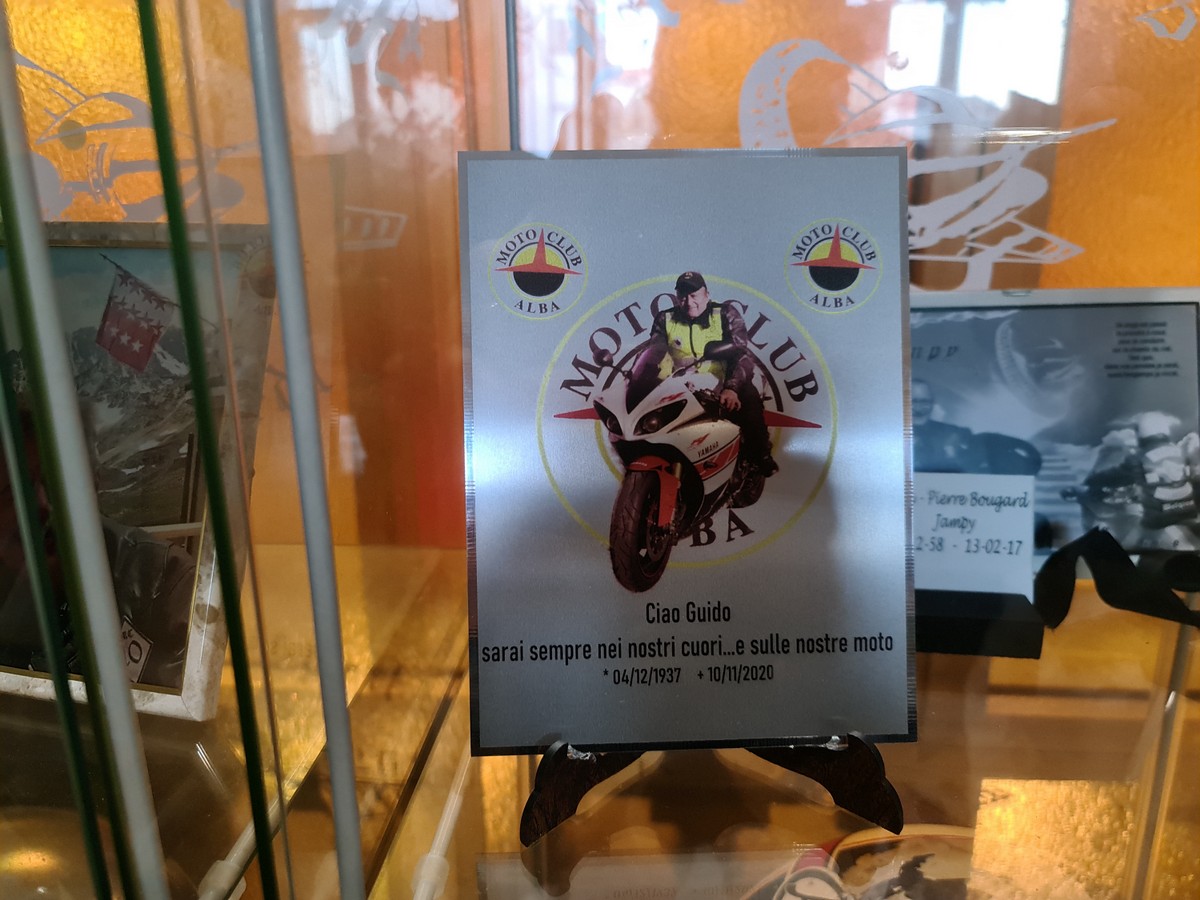 MOTO CLUB
ALBA
MOTO CLUB
ALBA
MOTO CLUB
YAMAHA
BA
Ciao Guido
sarai sempre nei nostri cuori...e sulle nostre moto
* 04/12/1937 + 10/11/2020
- Pierre Bougard
Jampy
2-58 - 13-02-17